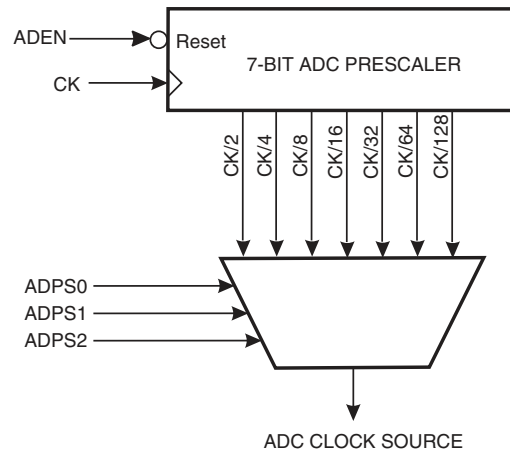 ADEN
Reset
7-BIT ADC PRESCALER
CK
CK/2
CK/4
CK/8
CK/16
CK/32
CK/64
CK/128
ADPS0
ADPS1
ADPS2
ADC CLOCK SOURCE